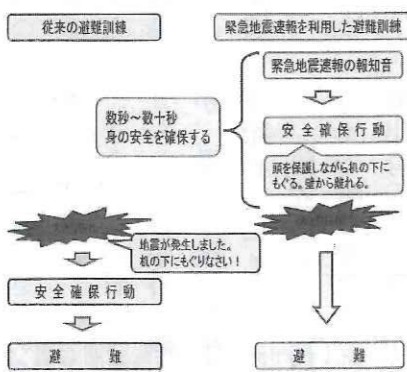 従来の避難訓練
緊急地震速報を利用した避難訓練
緊急地震速報の報知音
数秒～数十秒
身の安全を確保する
安全確保行動
頭を保護しながら机の下に
もぐる。壁から離れる。
地震が発生しました。
机の下にもぐりなさい！
安全確保行動
避難
避難